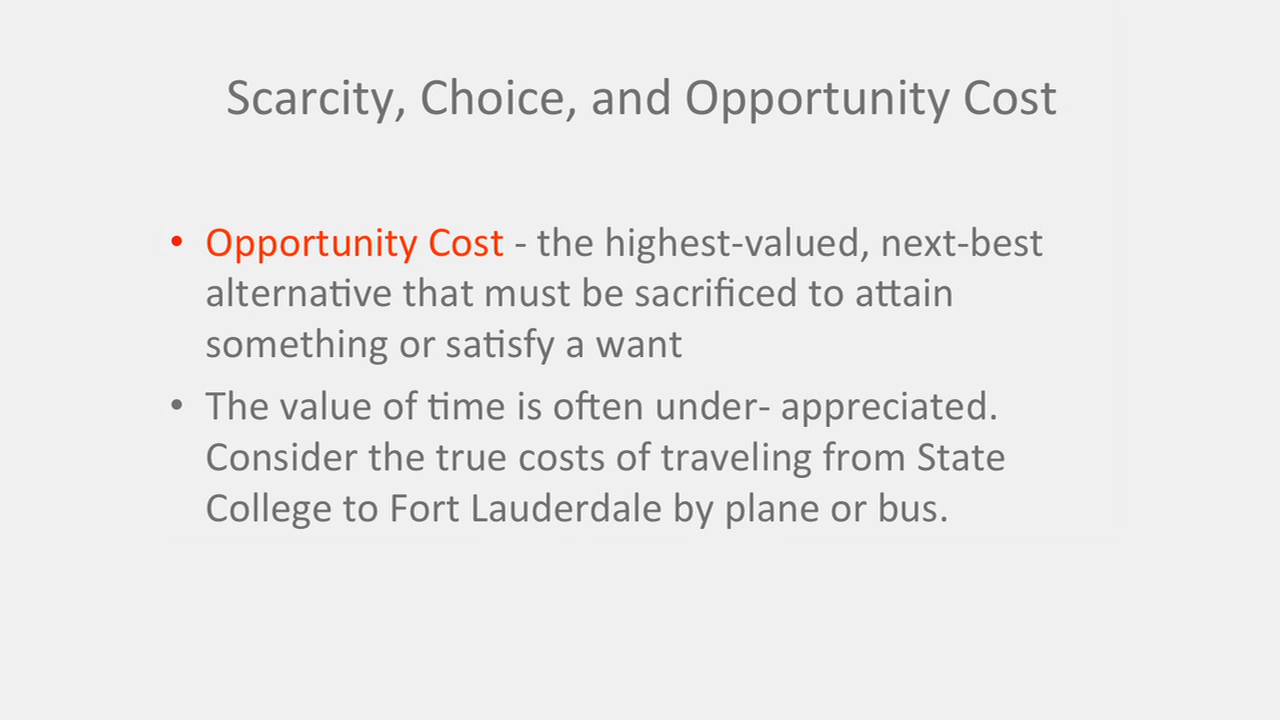 Scarcity, Choice, and Opportunity Cost
• Opportunity Cost - the highest-valued, next-best
alternative that must be sacrificed to attain
something or satisfy a want
• The value of time is often under- appreciated.
Consider the true costs of traveling from State
College to Fort Lauderdale by plane or bus.